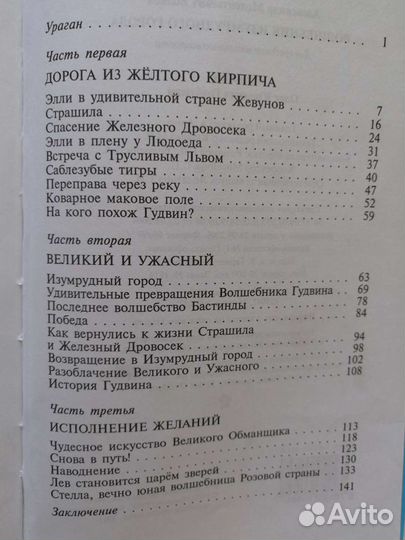 Ураган . . . . . . . . . . . . 1
Часть первая
ДОРОГА ИЗ ЖЁЛТОГО КИРПИЧА
Элли в удивительной стране Жевунов . . . 7
Страшила . . . . . . . . . . . . 16
Спасение Железного Дровосека . . . . . 24
Элли в плену у Людоеда . . . . . . . 31
Встреча с Трусливым Львом . . . . . . 37
Саблезубые тигры . . . . . . . . . 40
Переправа через реку . . . . . . . . 47
Коварное маковое поле . . . . . . . 52
На кого похож Гудвин? . . . . . . . 59
Часть вторая
ВЕЛИКИЙ И УЖАСНЫЙ
Изумрудный город . . . . . . . . . 63
Удивительные превращения Волшебника Гудвина . 69
Последнее волшебство Бастинды . . . . . 78
Победа . . . . . . . . . . . . 84
Как вернулись к жизни Страшила
и Железный Дровосек . . . . . . . . 94
Возвращение в Изумрудный город . . . . . 98
Разоблачение Великого и Ужасного . . . . 102
История Гудвина . . . . . . . . . 108
Часть третья
ИСПОЛНЕНИЕ ЖЕЛАНИЙ
Чудесное искусство Великого Обманщика . . . 113
Снова в путь! . . . . . . . . . . 118
Наводнение . . . . . . . . . . . 123
Лев становится царём зверей . . . . . . 130
Стелла, вечно юная волшебница Розовой страны . 133
Заключение . . . . . . . . . . . 141
Avito